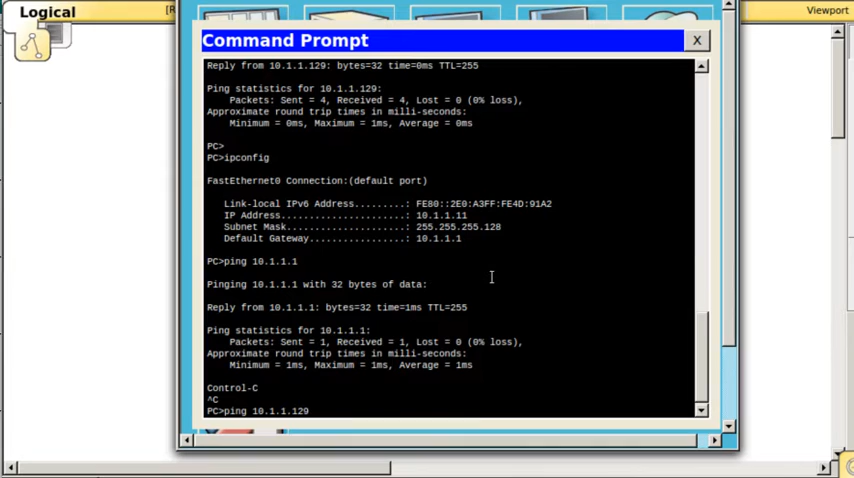 Logical
[R
Viewport
Command Prompt
X
Reply from 10.1.1.129: bytes=32 time=0ms TTL=255
Ping statistics for 10.1.1.129:
Packets: Sent = 4, Received = 4, Lost = 0 (0% loss),
Approximate round trip times in milli-seconds:
Minimum = 0ms, Maximum = 1ms, Average = 0ms
PC>
PC>ipconfig
FastEthernet0 Connection:(default port)
Link-local IPv6 Address.........: FE80::2E0:A3FF:FE4D:91A2
IP Address......................: 10.1.1.11
Subnet Mask.....................: 255.255.255.128
Default Gateway.................: 10.1.1.1
PC>ping 10.1.1.1
Pinging 10.1.1.1 with 32 bytes of data:
Reply from 10.1.1.1: bytes=32 time=1ms TTL=255
Ping statistics for 10.1.1.1:
Packets: Sent = 1, Received = 1, Lost = 0 (0% loss),
Approximate round trip times in milli-seconds:
Minimum = 1ms, Maximum = 1ms, Average = 1ms
Control-C
^C
PC>ping 10.1.1.129